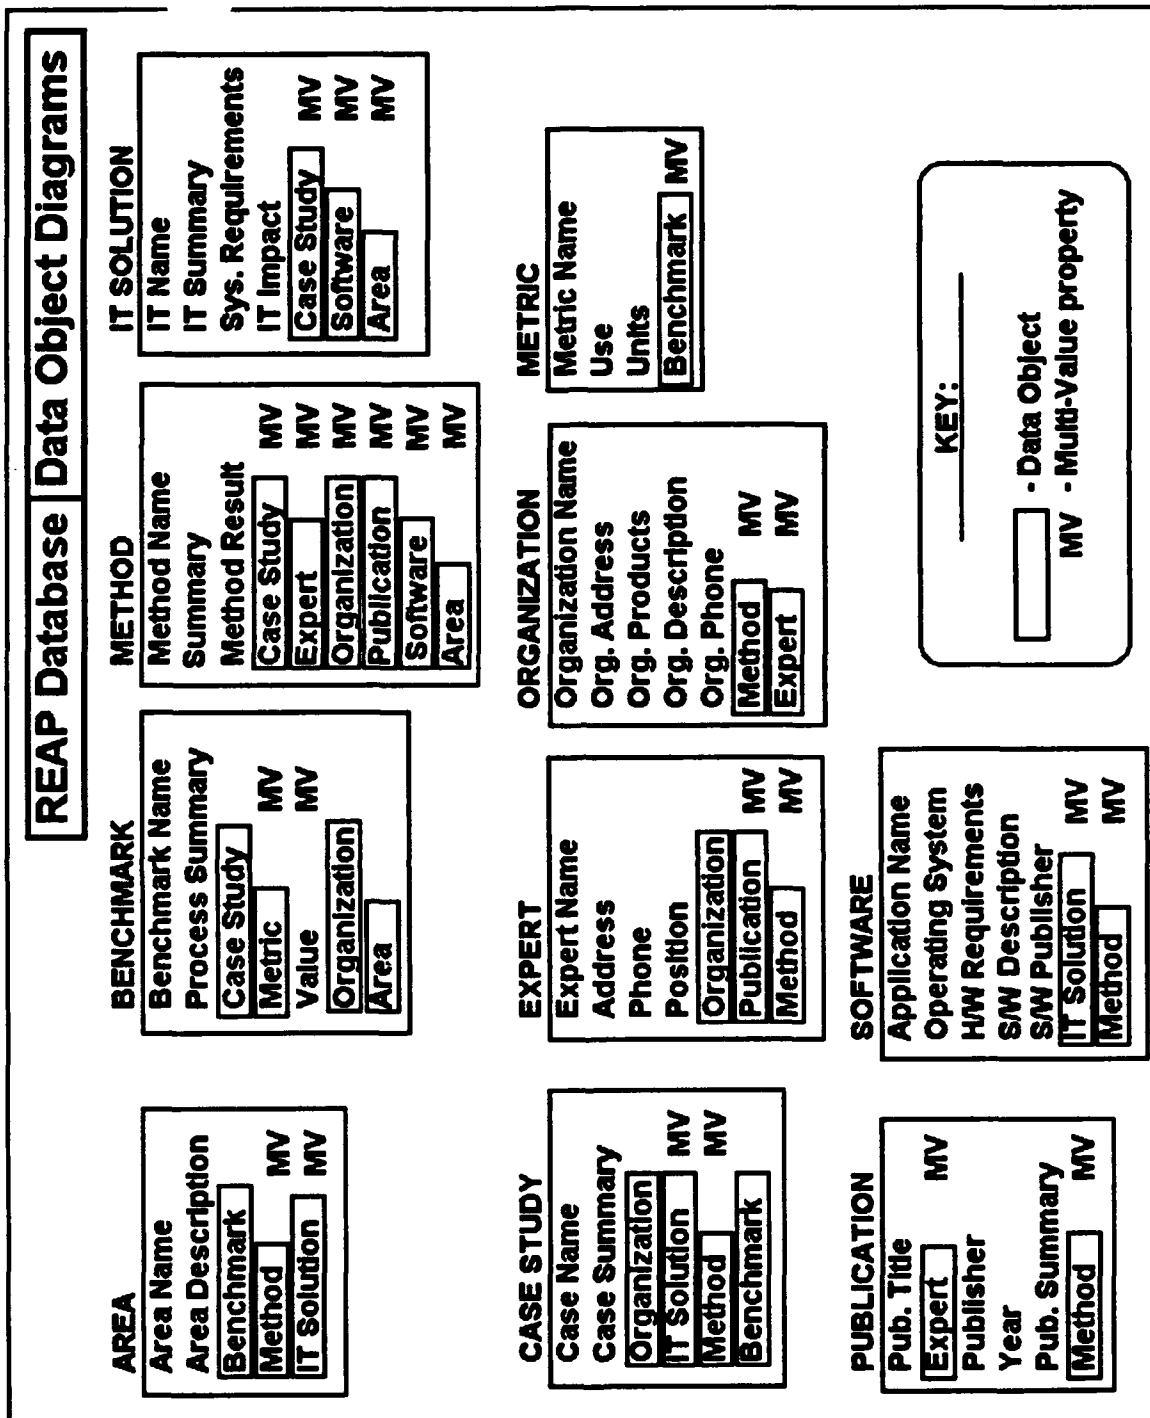 REAP Database Data Object Diagrams
AREA
Area Name
Area Description
Benchmark
Method MV
IT Solution MV
BENCHMARK
Benchmark Name
Process Summary
Case Study
Metric MV
Value MV
Organization
Area
METHOD
Method Name
Summary
Method Result
Case Study MV
Expert MV
Organization MV
Publication MV
Software MV
Area MV
IT SOLUTION
IT Name
IT Summary
Sys. Requirements
IT Impact
Case Study MV
Software MV
Area MV
CASE STUDY
Case Name
Case Summary
Organization
IT Solution MV
Method MV
Benchmark
EXPERT
Expert Name
Address
Phone
Position
Organization
Publication MV
Method MV
ORGANIZATION
Organization Name
Org. Address
Org. Products
Org. Description
Org. Phone
Method MV
Expert MV
METRIC
Metric Name
Use
Units
Benchmark MV
PUBLICATION
Pub. Title
Expert MV
Publisher
Year
Pub. Summary
Method MV
SOFTWARE
Application Name
Operating System
H/W Requirements
S/W Description
S/W Publisher
IT Solution MV
Method MV
KEY:
- Data Object
MV - Multi-Value property